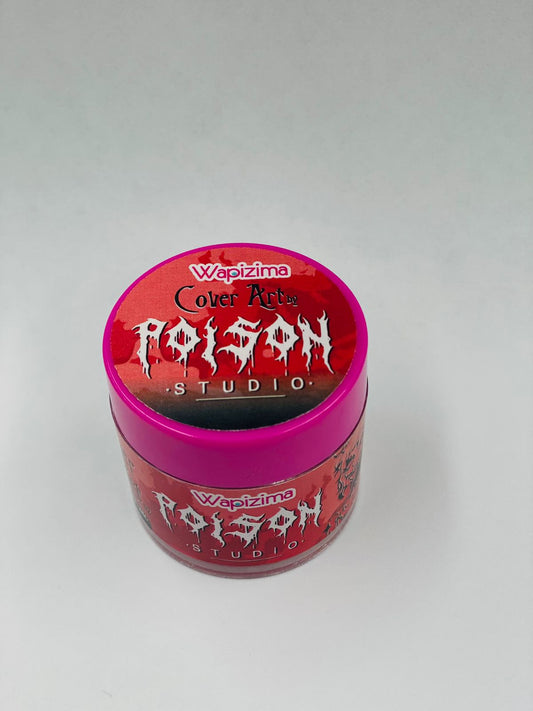 Wapizima
Cover Art by
POISON
·STUDIO·
Wapizima
POISON
STUDIO·